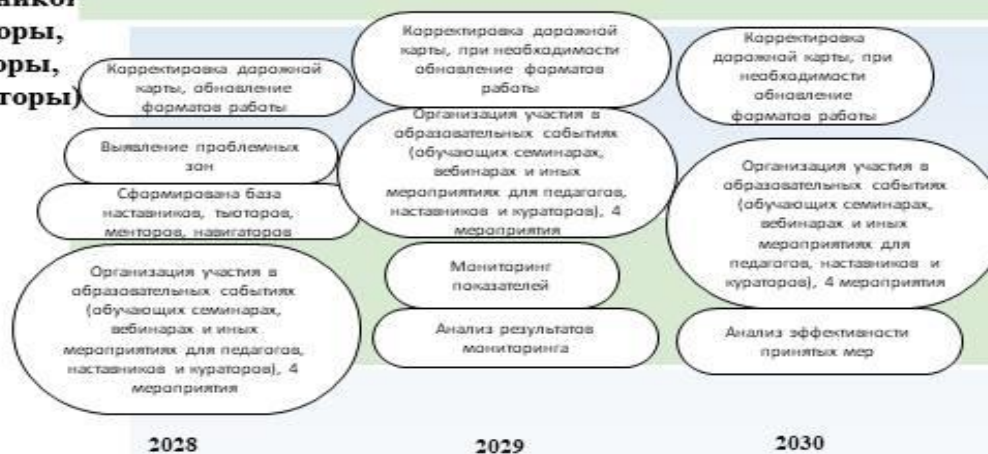 оры,
оры,
торы)
Корректировка дорожной
карты, обновление
форматов работы
Выявление проблемных
зон
Сформирована база
наставников, тьюторов,
менторов, навигаторов
Организация участия в
образовательных событиях
(обучающих семинарах,
вебинарах и иных
мероприятиях для педагогов,
наставников и кураторов), 4
мероприятия
2028
Корректировка дорожной
карты, при необходимости
обновление форматов
работы
Организация участия в
образовательных событиях
(обучающих семинарах,
вебинарах и иных
мероприятиях для педагогов,
наставников и кураторов), 4
мероприятия
Мониторинг
показателей
Анализ результатов
мониторинга
2029
Корректировка
дорожной карты, при
необходимости
обновление
форматов работы
Организация участия в
образовательных событиях
(обучающих семинарах,
вебинарах и иных
мероприятиях для
педагогов, наставников и
кураторов), 4 мероприятия
Анализ эффективности
принятых мер
2030